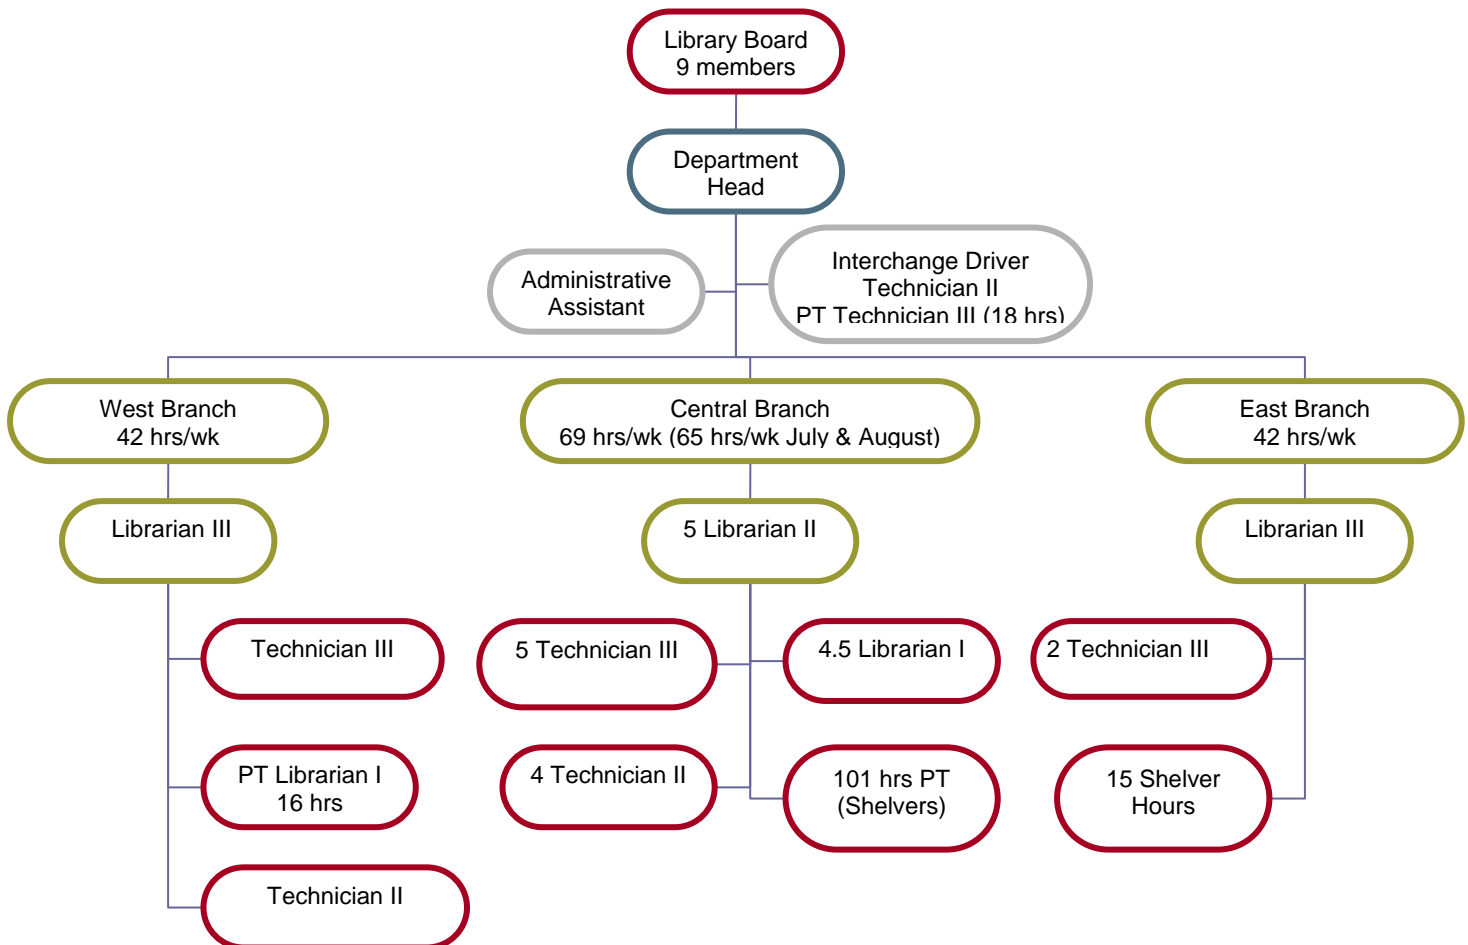 Library Board
9 members
Department
Head
Administrative
Assistant
Interchange Driver
Technician II
PT Technician III (18 hrs)
West Branch
42 hrs/wk
Central Branch
69 hrs/wk (65 hrs/wk July & August)
East Branch
42 hrs/wk
Librarian III
5 Librarian II
Librarian III
Technician III
5 Technician III
4.5 Librarian I
2 Technician III
PT Librarian I
16 hrs
4 Technician II
101 hrs PT
(Shelvers)
15 Shelver
Hours
Technician II